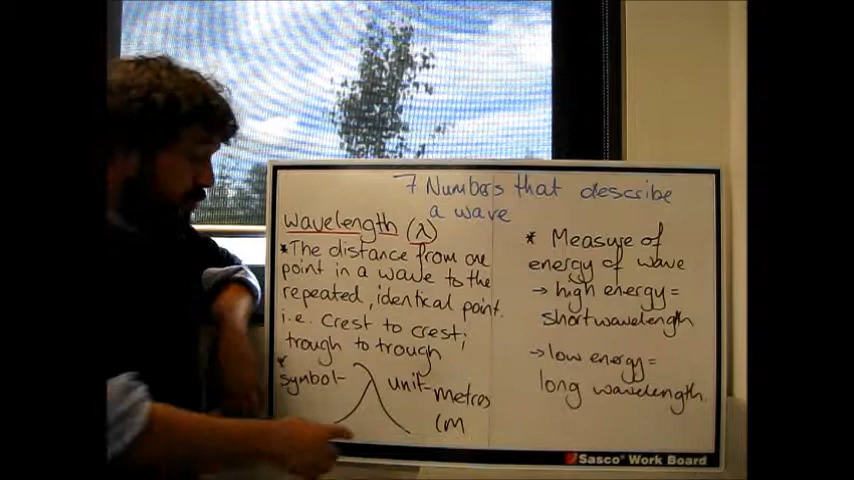 7 Numbers that describe
a wave
wavelength (λ)
* The distance from one
point in a wave to the
repeated, identical point.
i.e. Crest to crest;
trough to trough
*
symbol- λ unit-metres
(m
* Measure of
energy of wave
→ high energy =
short wavelength
→ low energy =
long wavelength.
Sasco® Work Board